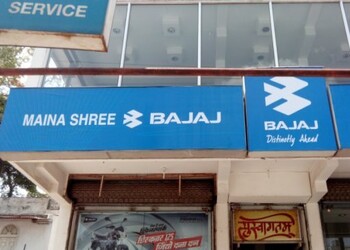 SERVICE
MAINA SHREE BAJAJ
BAJAJ
Distinctly Ahead
सुस्वागतम्